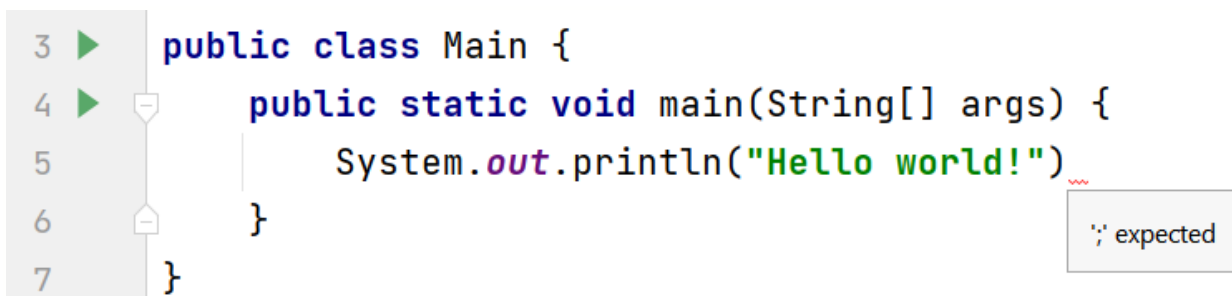 3 public class Main {
4     public static void main(String[] args) {
5         System.out.println("Hello world!")
6     }
';' expected
7 }